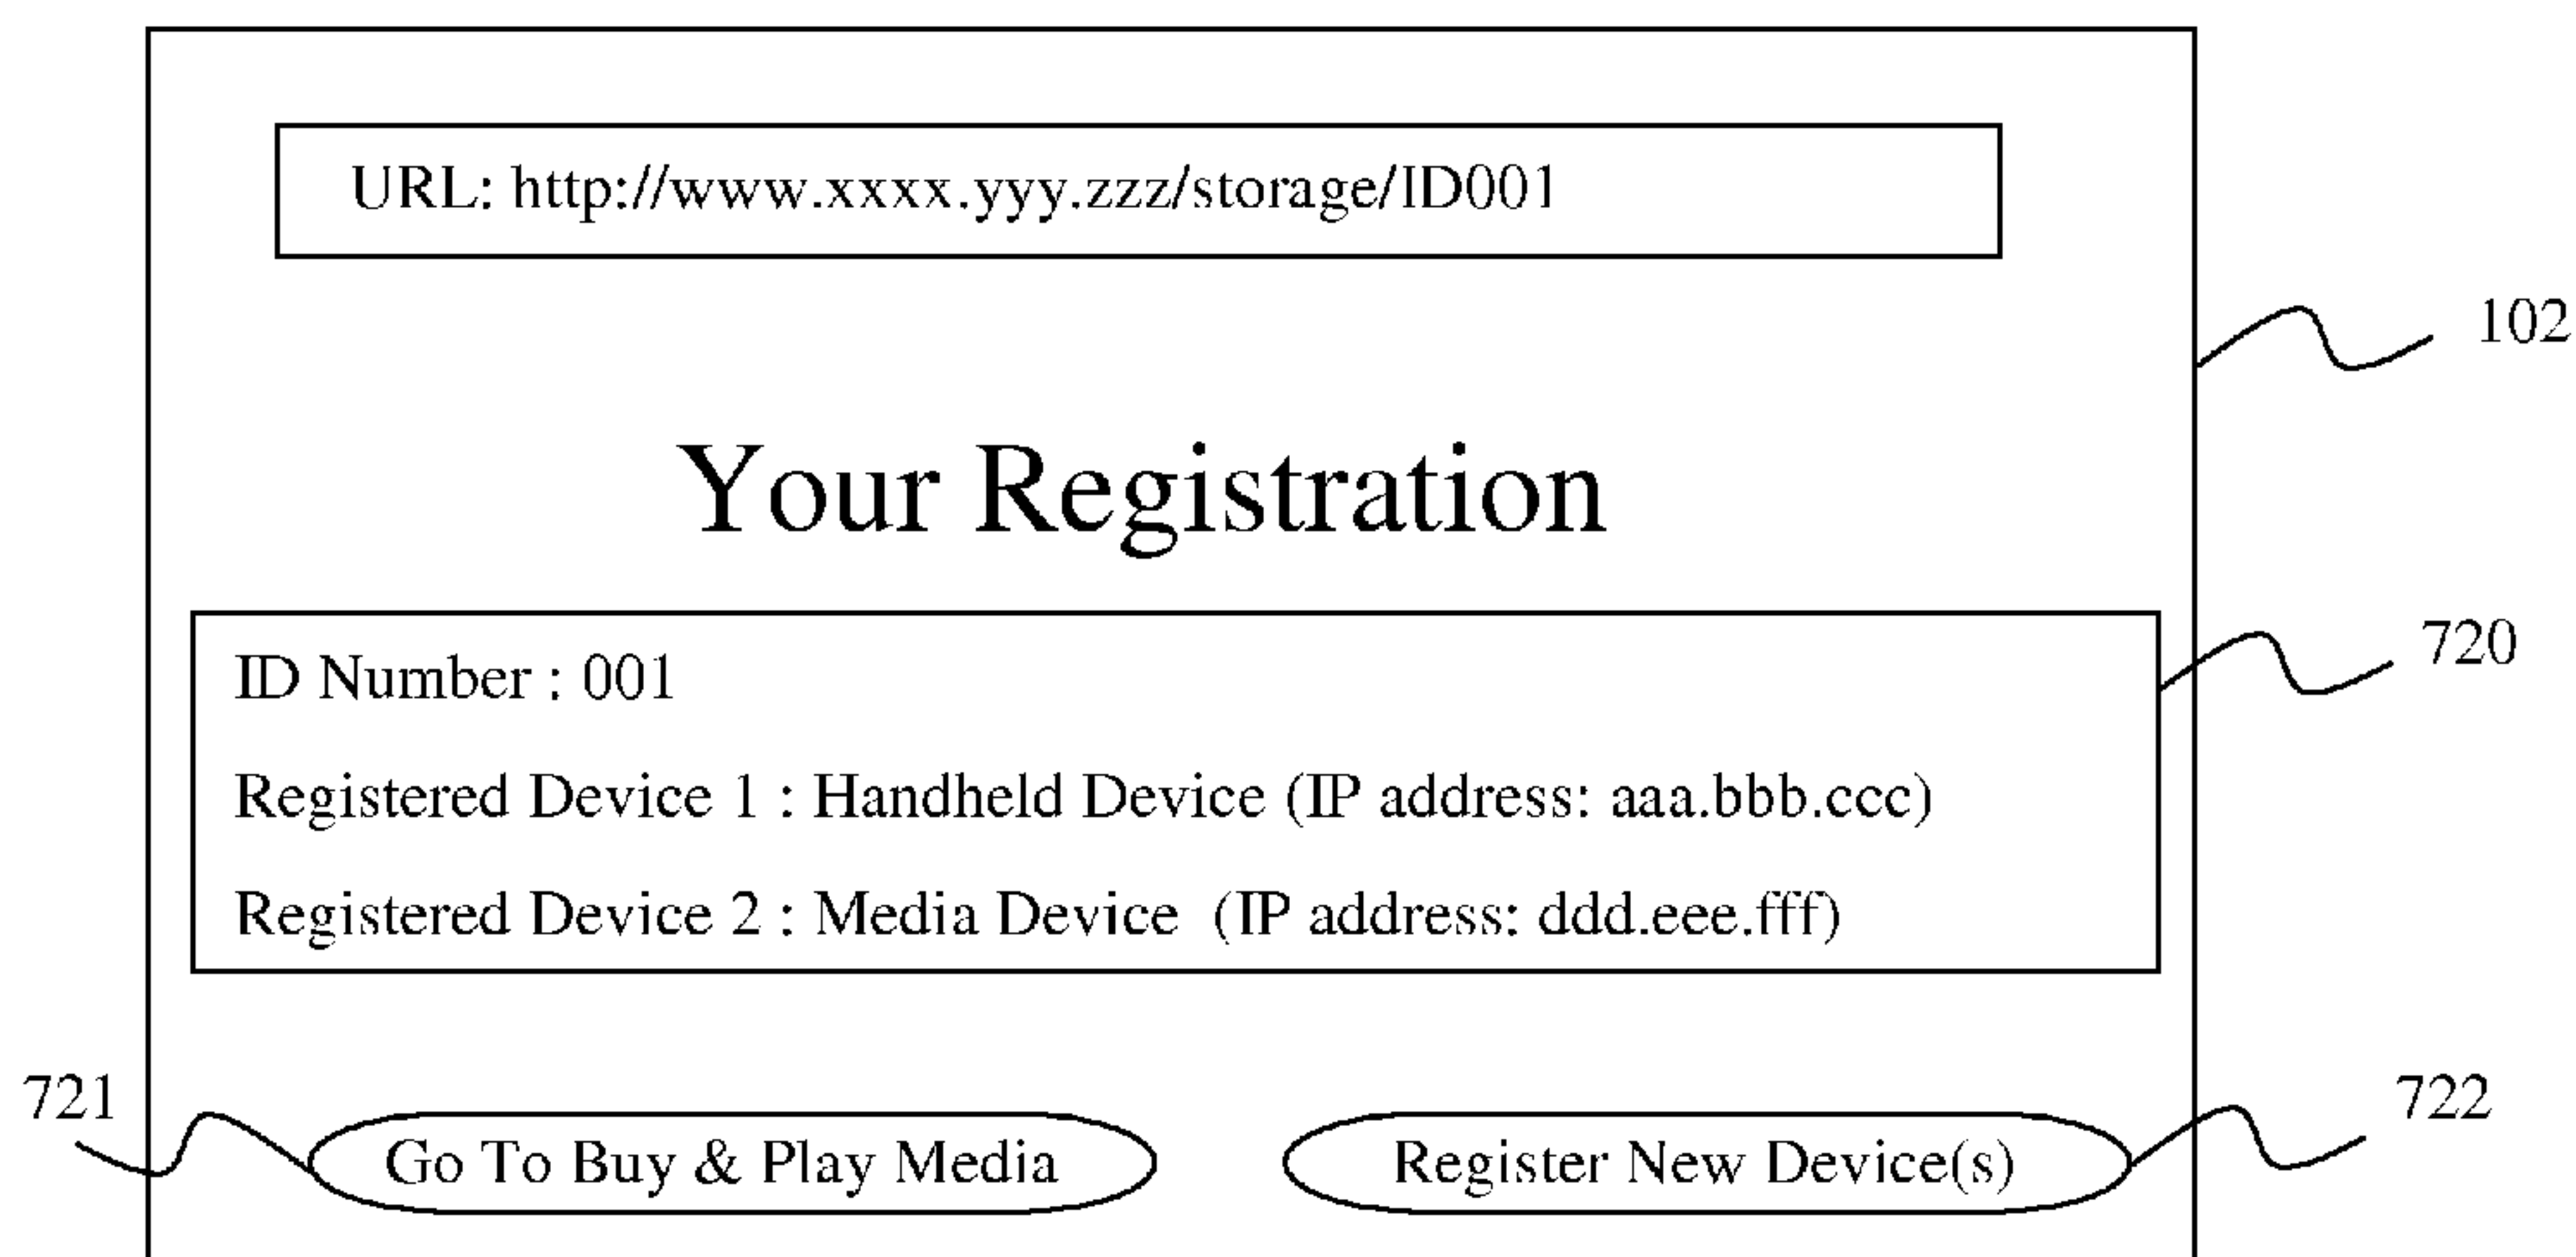 URL: http://www.xxxx.yyy.zzz/storage/ID001
102
Your Registration
720
ID Number : 001
Registered Device 1 : Handheld Device (IP address: aaa.bbb.ccc)
Registered Device 2 : Media Device (IP address: ddd.eee.fff)
721
722
Go To Buy & Play Media
Register New Device(s)